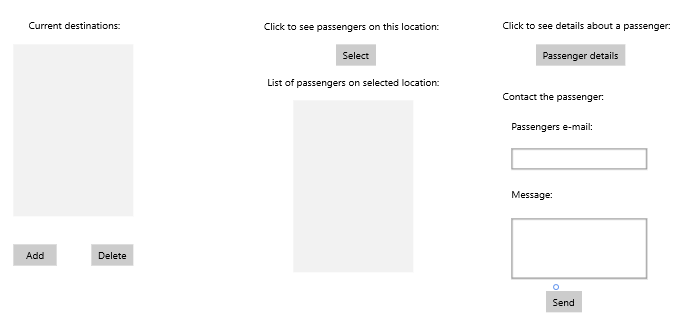 Current destinations:
Add
Delete
Click to see passengers on this location:
Select
List of passengers on selected location:
Click to see details about a passenger:
Passenger details
Contact the passenger:
Passengers e-mail:
Message:
Send